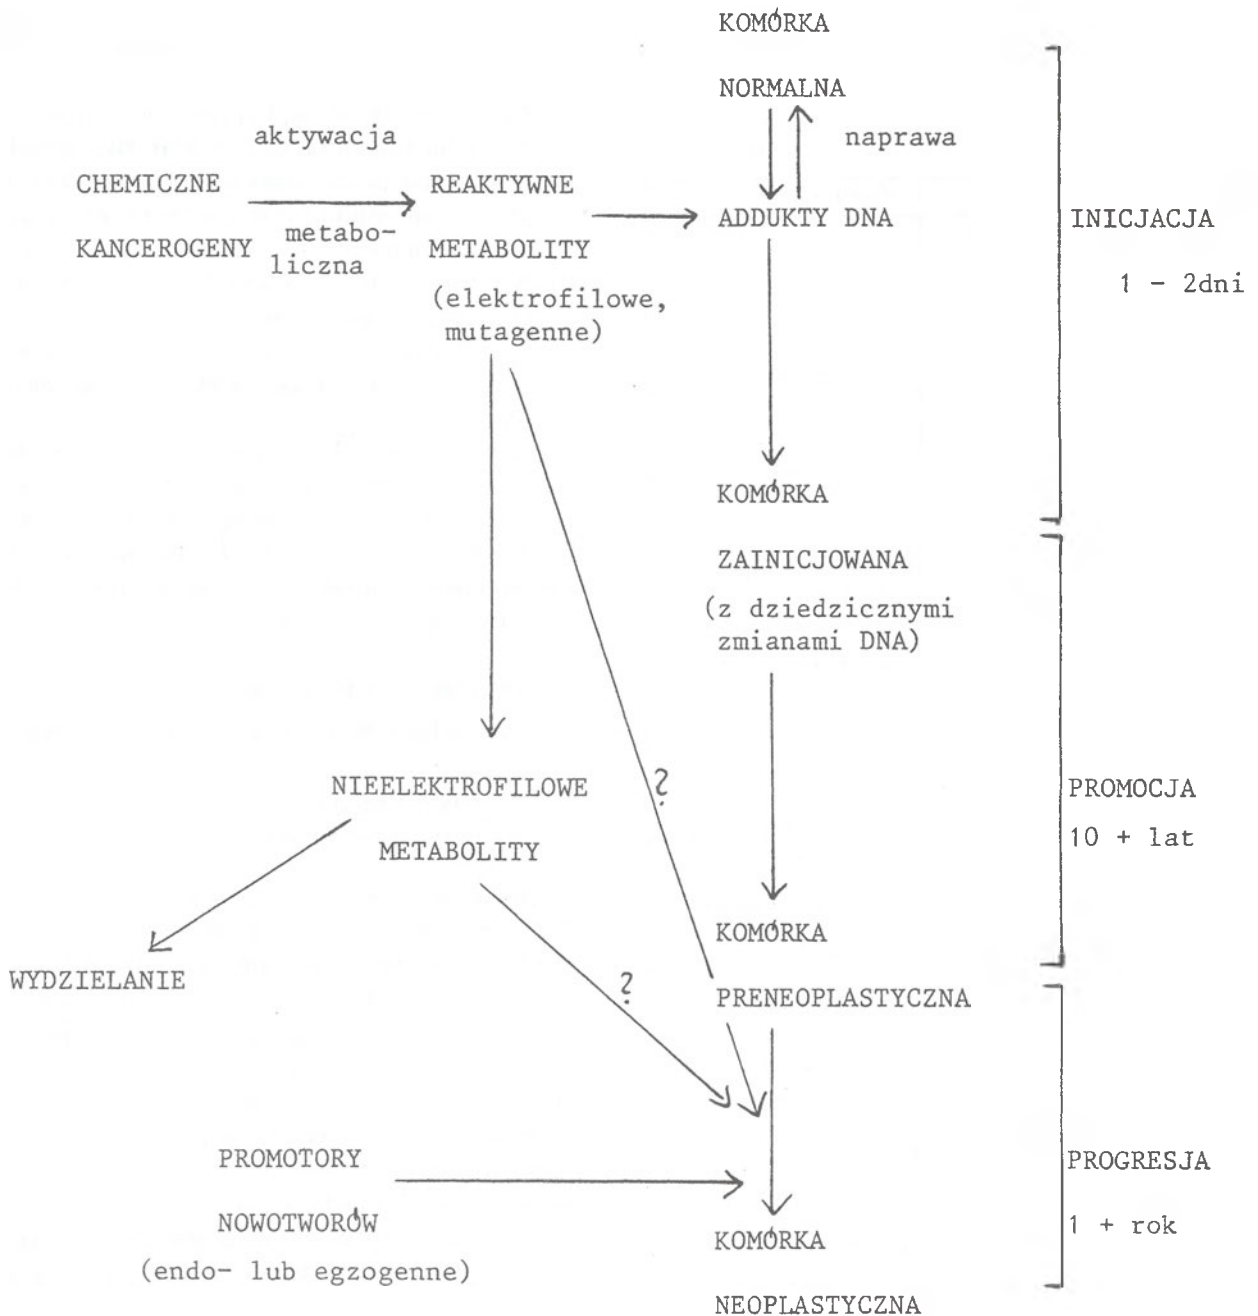 KOMÓRKA
NORMALNA
aktywacja
naprawa
CHEMICZNE
REAKTYWNE
ADDUKTY DNA
INICJACJA
KANCEROGENY
metabo-
liczna
METABOLITY
1 - 2dni
(elektrofilowe,
mutagenne)
KOMÓRKA
ZAINICJOWANA
(z dziedzicznymi
zmianami DNA)
?
NIEELEKTROFILOWE
PROMOCJA
METABOLITY
10 + lat
KOMÓRKA
WYDZIELANIE
?
PRENEOPLASTYCZNA
PROMOTORY
PROGRESJA
NOWOTWORÓW
1 + rok
(endo- lub egzogenne)
KOMÓRKA
NEOPLASTYCZNA